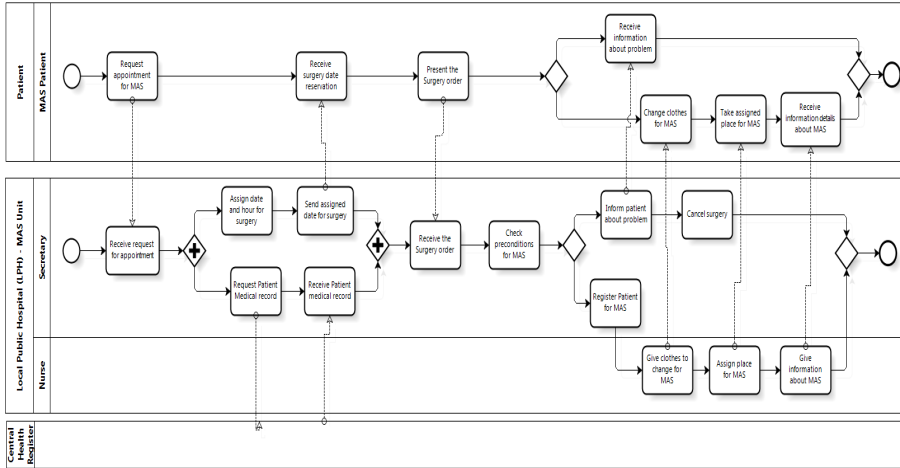 Patient
MAS Patient
Request
appointment
for MAS
Receive
surgery date
reservation
Present the
Surgery order
Receive
information
about problem
Change clothes
for MAS
Take assigned
place for MAS
Receive
information details
about MAS
Local Public Hospital (LPH) - MAS Unit
Secretary
Receive request
for appointment
Assign date
and hour for
surgery
Send assigned
date for surgery
Request Patient
Medical record
Receive Patient
medical record
Receive the
Surgery order
Check
preconditions
for MAS
Inform patient
about problem
Cancel surgery
Register Patient
for MAS
Nurse
Give clothes to
change for
MAS
Assign place
for MAS
Give
information
about MAS
Central
Health
Register